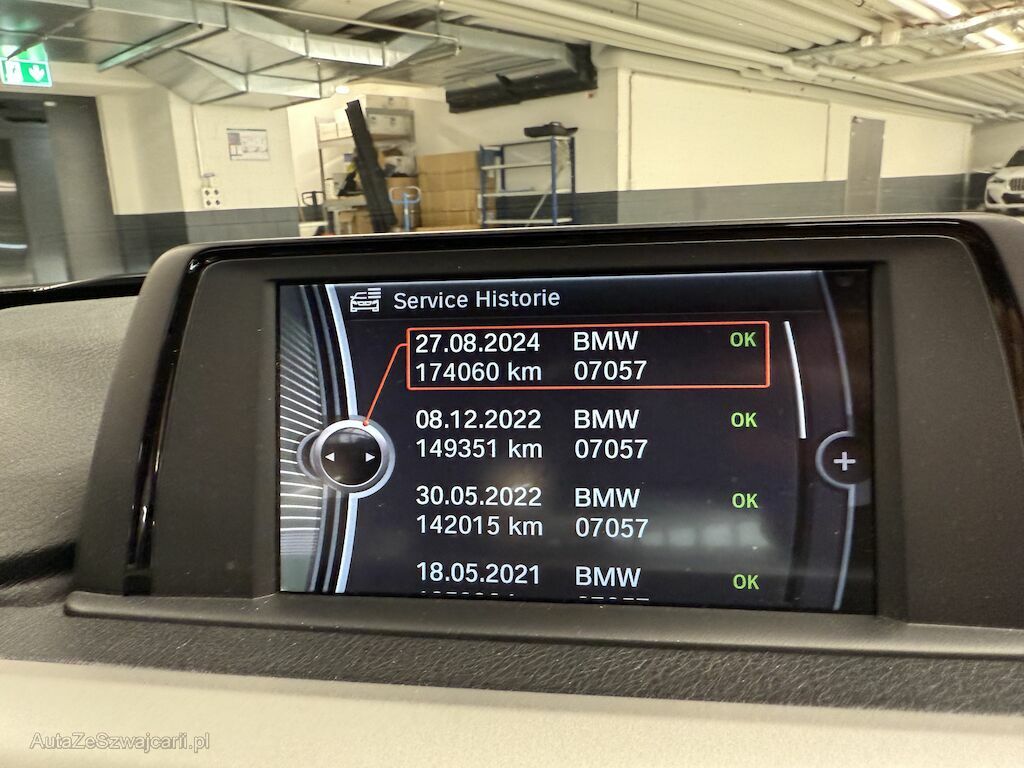 Service Historie
27.08.2024 BMW OK
174060 km 07057
08.12.2022 BMW OK
149351 km 07057
30.05.2022 BMW OK
142015 km 07057
18.05.2021 BMW OK
AutaZeSzwajcarii.pl